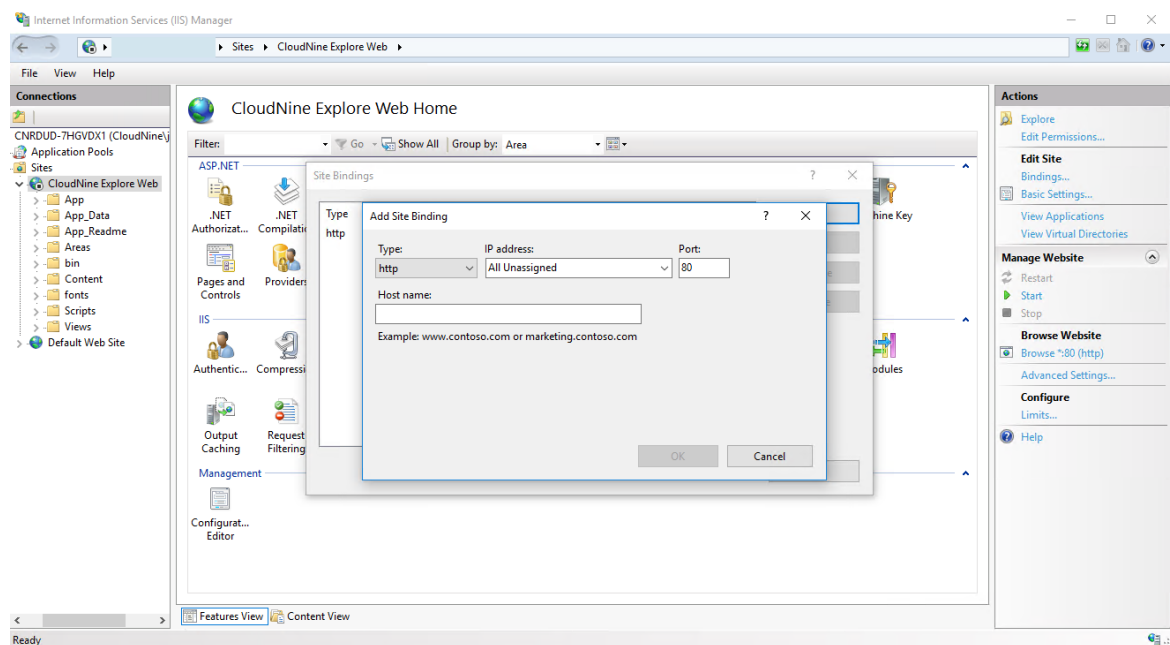 Internet Information Services (IIS) Manager
Sites CloudNine Explore Web
File View Help
Connections
CNRDUD-7HGVDX1 (CloudNine\j
Application Pools
Sites
CloudNine Explore Web
App
App_Data
App_Readme
Areas
bin
Content
fonts
Scripts
Views
Default Web Site
CloudNine Explore Web Home
Filter: Go Show All Group by: Area
ASP.NET
.NET Authorizat...
.NET Compilatio
hine Key
Pages and Controls
Providers
IIS
Authentic...
Compressi
odules
Output Caching
Request Filtering
Management
Configurat... Editor
Site Bindings ?
Type
http
Add Site Binding ?
Type: IP address: Port:
http All Unassigned 80
Host name:
Example: www.contoso.com or marketing.contoso.com
OK Cancel
Features View Content View
Actions
Explore
Edit Permissions...
Edit Site
Bindings...
Basic Settings...
View Applications
View Virtual Directories
Manage Website
Restart
Start
Stop
Browse Website
Browse *:80 (http)
Advanced Settings...
Configure
Limits...
Help
Ready